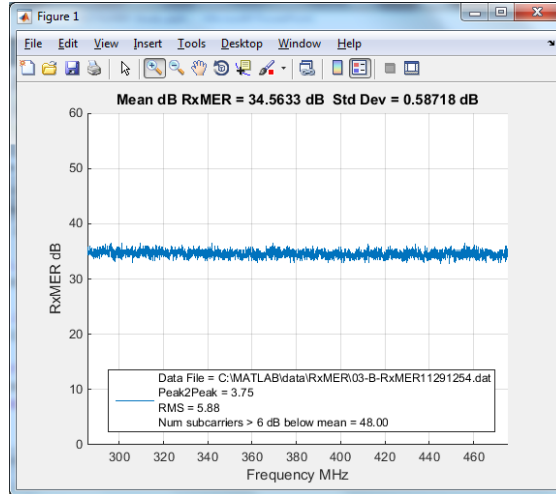 Figure 1
File Edit View Insert Tools Desktop Window Help
Mean dB RxMER = 34.5633 dB Std Dev = 0.58718 dB
60
50
40
30
20
10
0
RxMER dB
Data File = C:\MATLAB\data\RxMER\03-B-RxMER11291254.dat
Peak2Peak = 3.75
RMS = 5.88
Num subcarriers > 6 dB below mean = 48.00
300 320 340 360 380 400 420 440 460
Frequency MHz